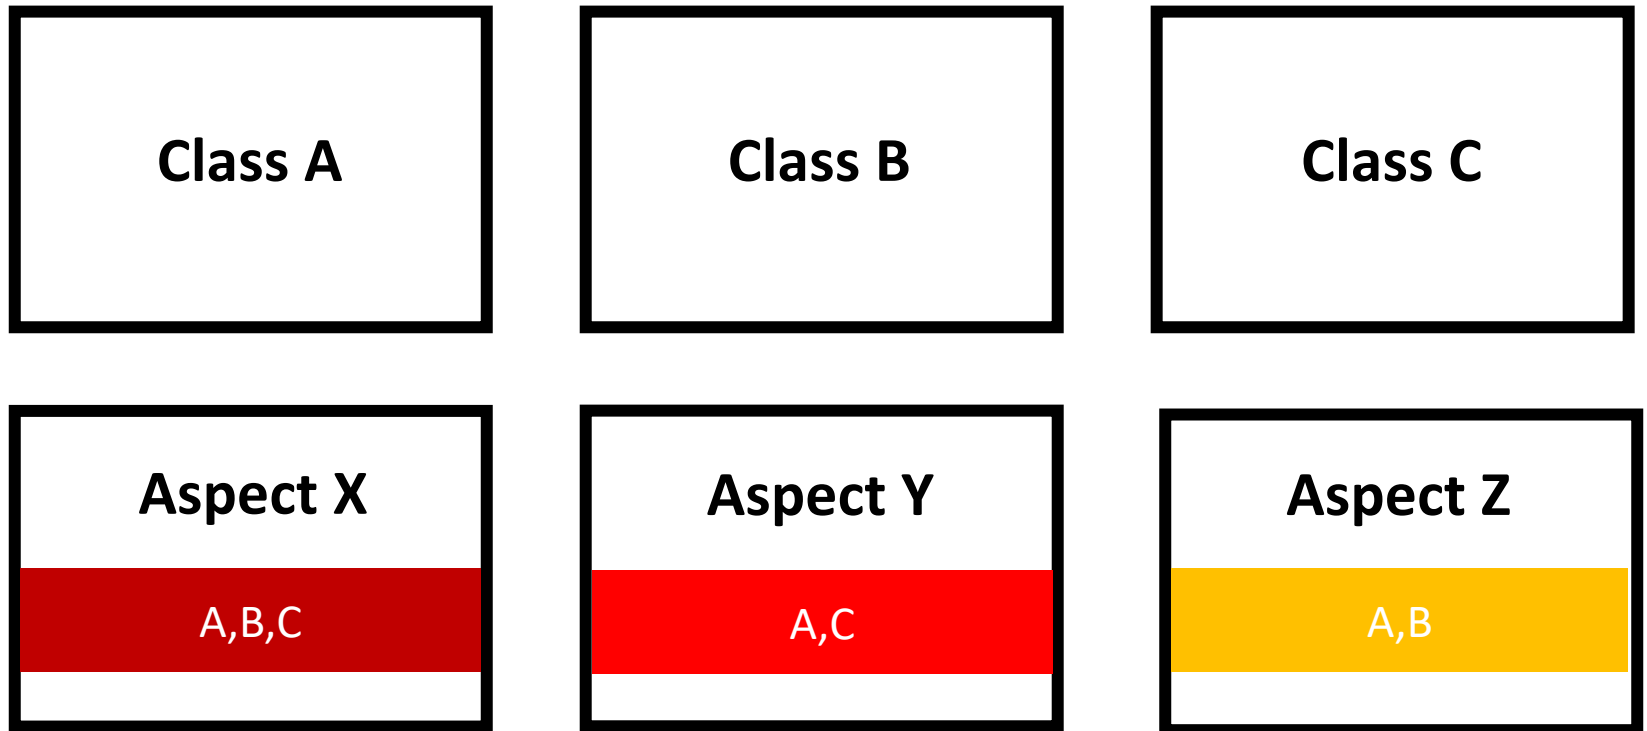 Class A
Class B
Class C
Aspect X
Aspect Y
Aspect Z
A,B,C
A,C
A,B